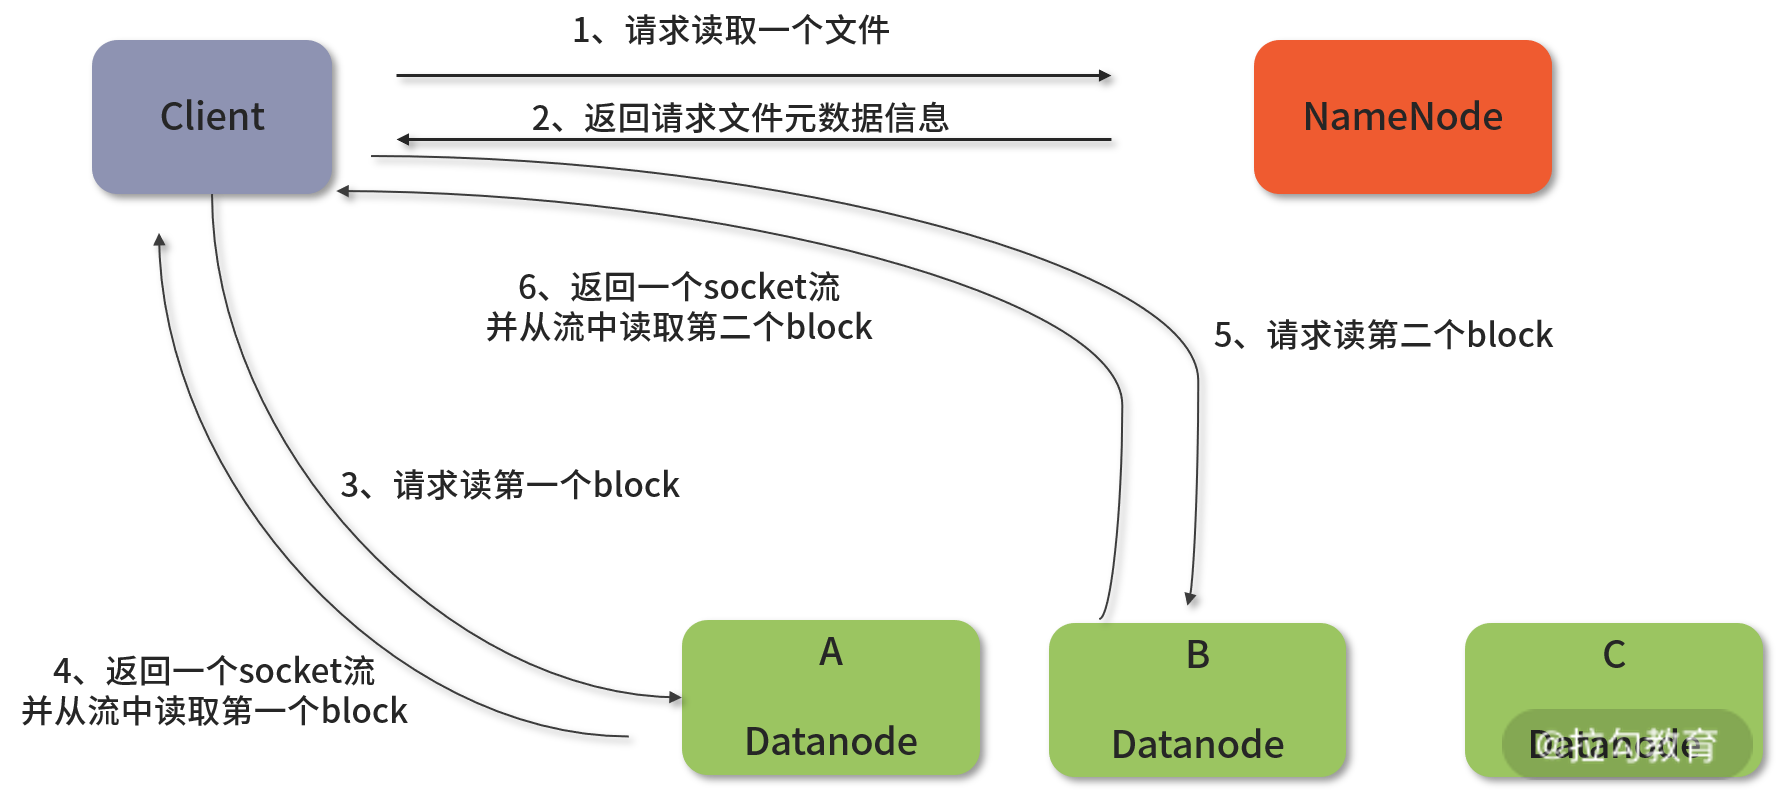 1、请求读取一个文件
Client
NameNode
2、返回请求文件元数据信息
6、返回一个socket流
并从流中读取第二个block
5、请求读第二个block
3、请求读第一个block
4、返回一个socket流
并从流中读取第一个block
A
Datanode
B
Datanode
C
Datanode
@拉勾教育